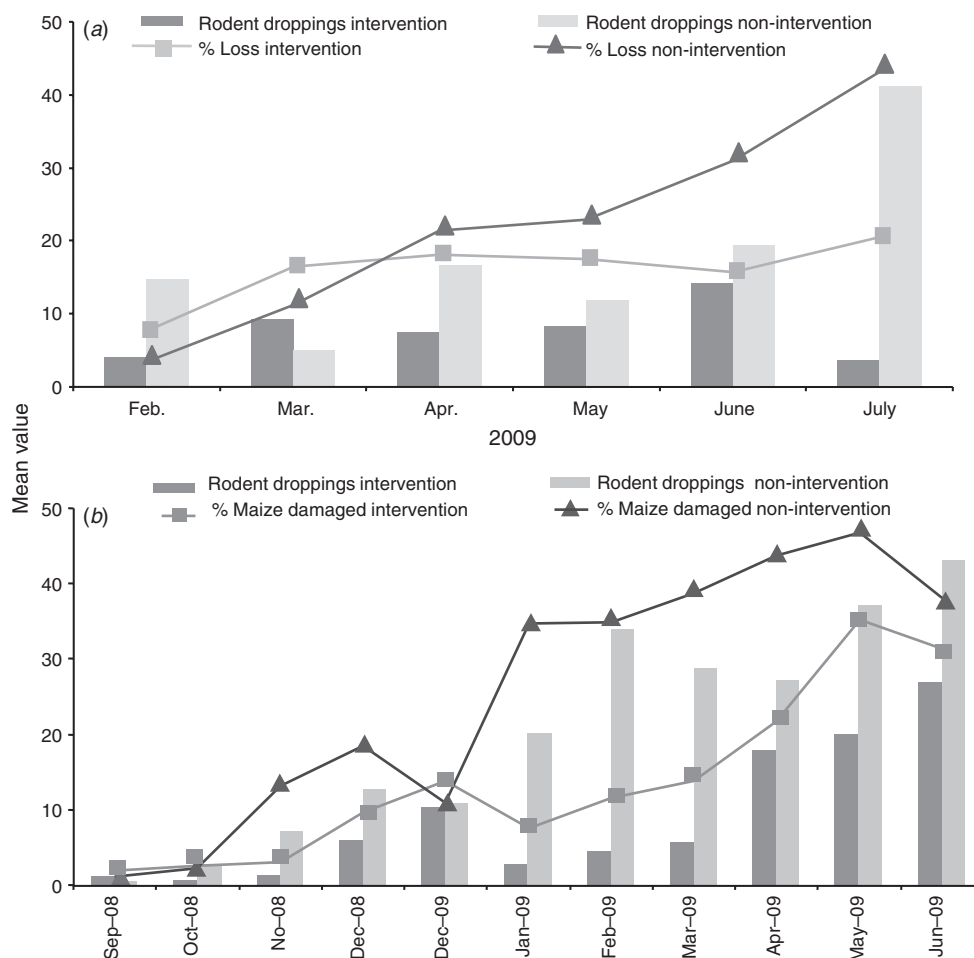 50
(a)
Rodent droppings intervention
Rodent droppings non-intervention
% Loss intervention
% Loss non-intervention
40
30
20
10
0
Feb.
Mar.
Apr.
May
June
July
2009
Mean value
Rodent droppings intervention
Rodent droppings non-intervention
50
(b)
% Maize damaged intervention
% Maize damaged non-intervention
40
30
20
10
0
Sep–08
Oct–08
No–08
Dec–08
Dec–09
Jan–09
Feb–09
Mar–09
Apr–09
May–09
Jun–09